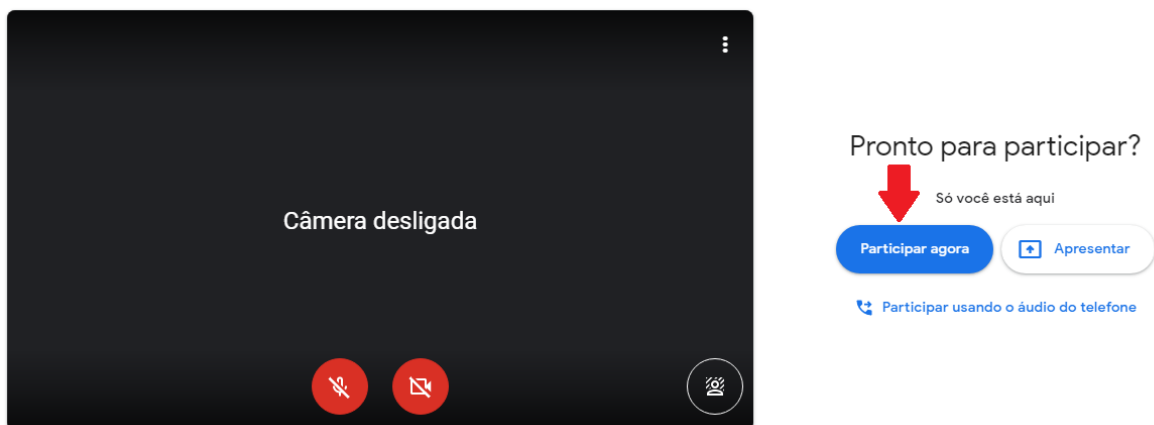 Câmera desligada
Pronto para participar?
Só você está aqui
Participar agora
Apresentar
Participar usando o áudio do telefone